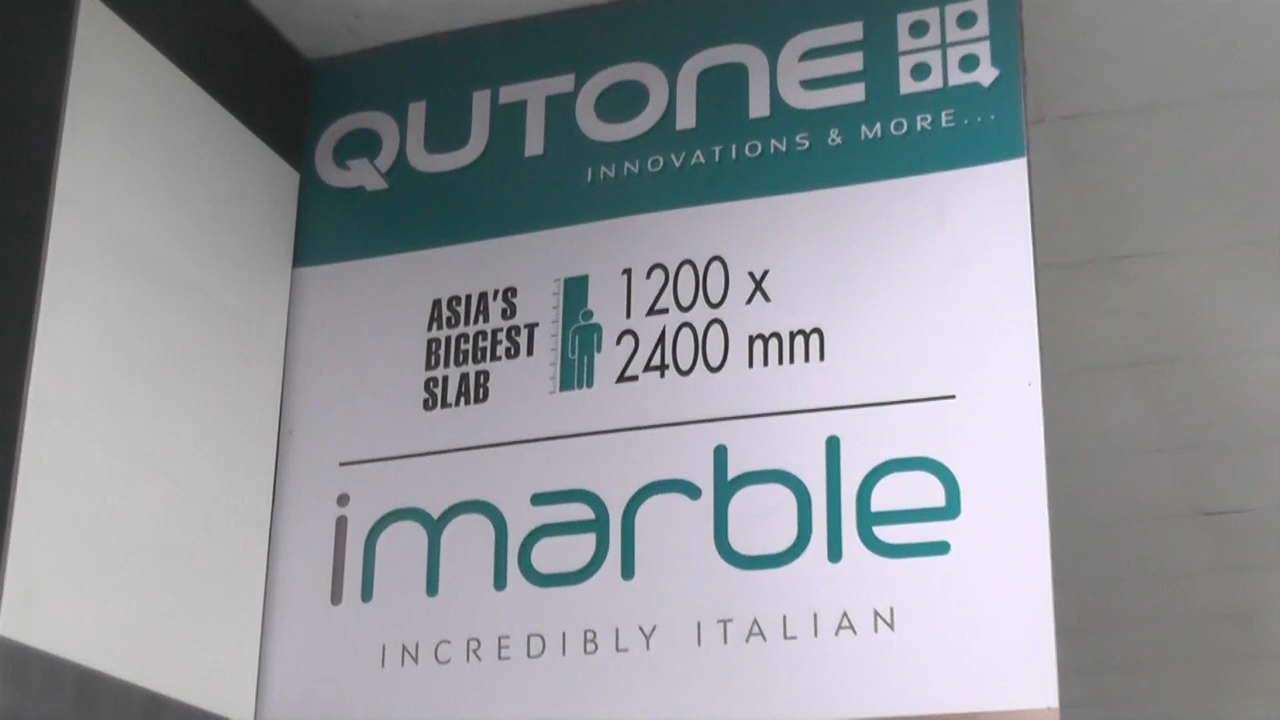 QUTONE
INNOVATIONS & MORE...
ASIA'S
BIGGEST
SLAB
1200 x
2400 mm
imarble
INCREDIBLY ITALIAN